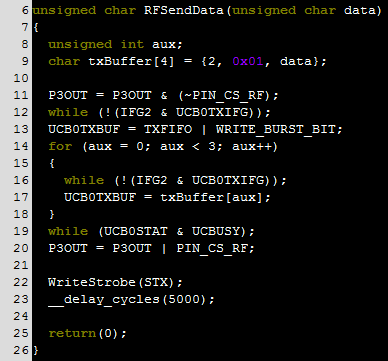 6 unsigned char RFSendData(unsigned char data)
7 {
8 unsigned int aux;
9 char txBuffer[4] = {2, 0x01, data};
10
11 P3OUT = P3OUT & (~PIN_CS_RF);
12 while (!(IFG2 & UCB0TXIFG));
13 UCB0TXBUF = TXFIFO | WRITE_BURST_BIT;
14 for (aux = 0; aux < 3; aux++)
15 {
16 while (!(IFG2 & UCB0TXIFG));
17 UCB0TXBUF = txBuffer[aux];
18 }
19 while (UCB0STAT & UCBUSY);
20 P3OUT = P3OUT | PIN_CS_RF;
21
22 WriteStrobe(STX);
23 __delay_cycles(5000);
24
25 return(0);
26 }